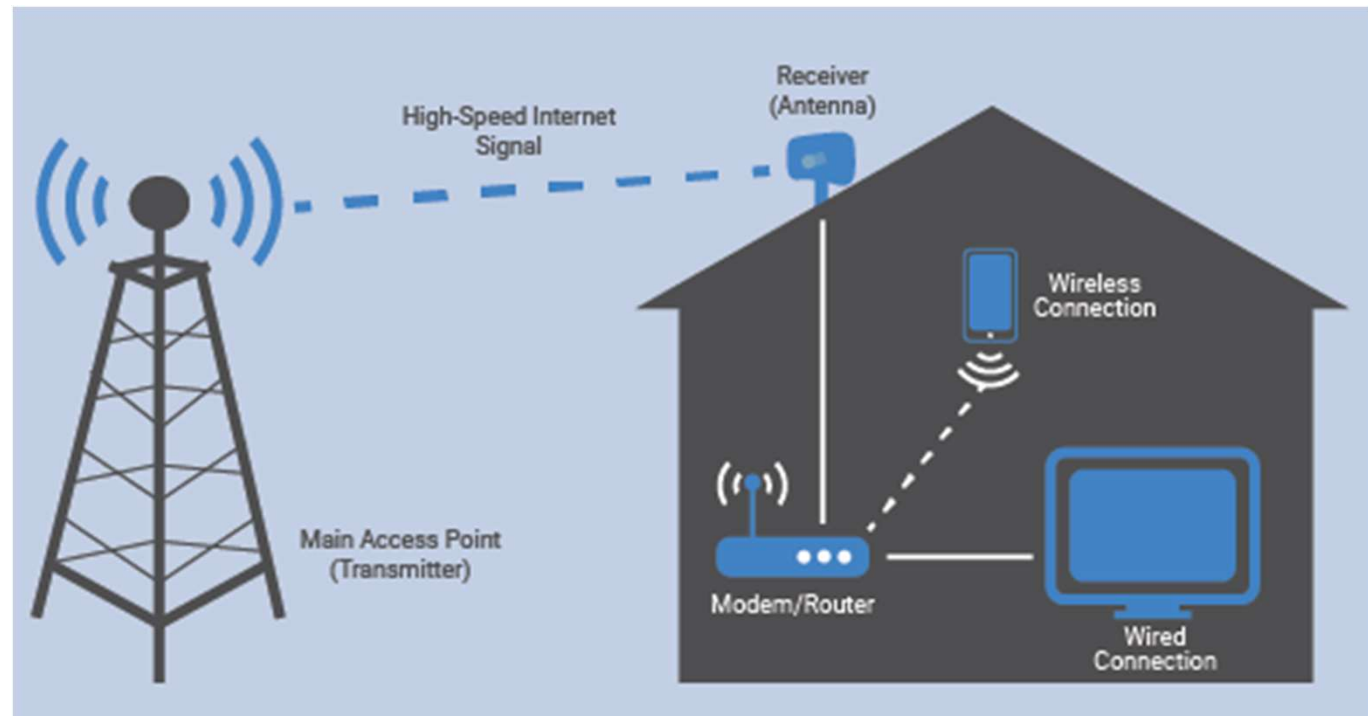 Receiver
(Antenna)
High-Speed Internet
Signal
Wireless
Connection
Main Access Point
(Transmitter)
Modem/Router
Wired
Connection